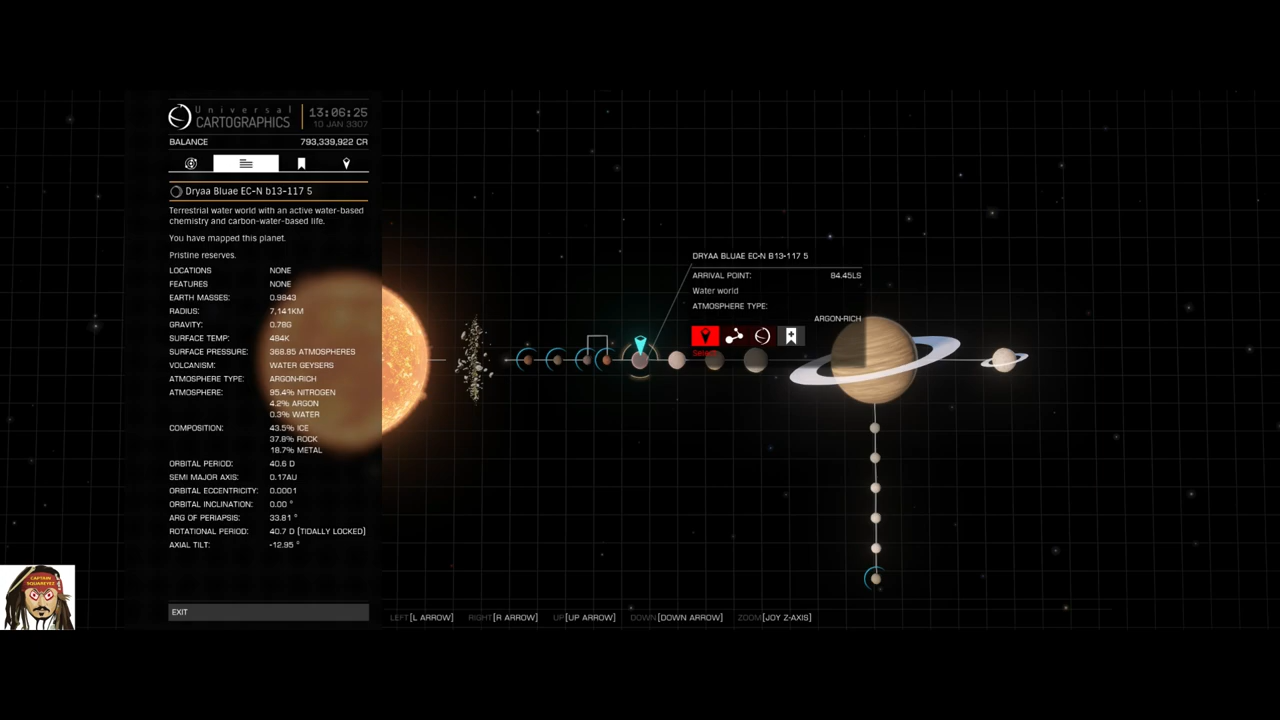 Universal
CARTOGRAPHICS
13:06:25
10 JAN 3307
BALANCE 793,339,922 CR
Dryaa Bluae EC-N b13-117 5
Terrestrial water world with an active water-based
chemistry and carbon-water-based life.
You have mapped this planet.
Pristine reserves.
LOCATIONS NONE
FEATURES NONE
EARTH MASSES: 0.9843
RADIUS: 7,141KM
GRAVITY: 0.78G
SURFACE TEMP: 484K
SURFACE PRESSURE: 368.85 ATMOSPHERES
VOLCANISM: WATER GEYSERS
ATMOSPHERE TYPE: ARGON-RICH
ATMOSPHERE: 95.4% NITROGEN
4.2% ARGON
0.3% WATER
COMPOSITION: 43.5% ICE
37.8% ROCK
18.7% METAL
ORBITAL PERIOD: 40.6 D
SEMI MAJOR AXIS: 0.17AU
ORBITAL ECCENTRICITY: 0.0001
ORBITAL INCLINATION: 0.00 °
ARG OF PERIAPSIS: 33.81 °
ROTATIONAL PERIOD: 40.7 D (TIDALLY LOCKED)
AXIAL TILT: -12.95 °
EXIT
DRYAA BLUAE EC-N B13-117 5
ARRIVAL POINT: 84.45LS
Water world
ATMOSPHERE TYPE:
ARGON-RICH
Select
LEFT[L ARROW] RIGHT[R ARROW] UP[UP ARROW] DOWN[DOWN ARROW] ZOOM[JOY Z-AXIS]
CAPTAIN
SQUAREYEZ